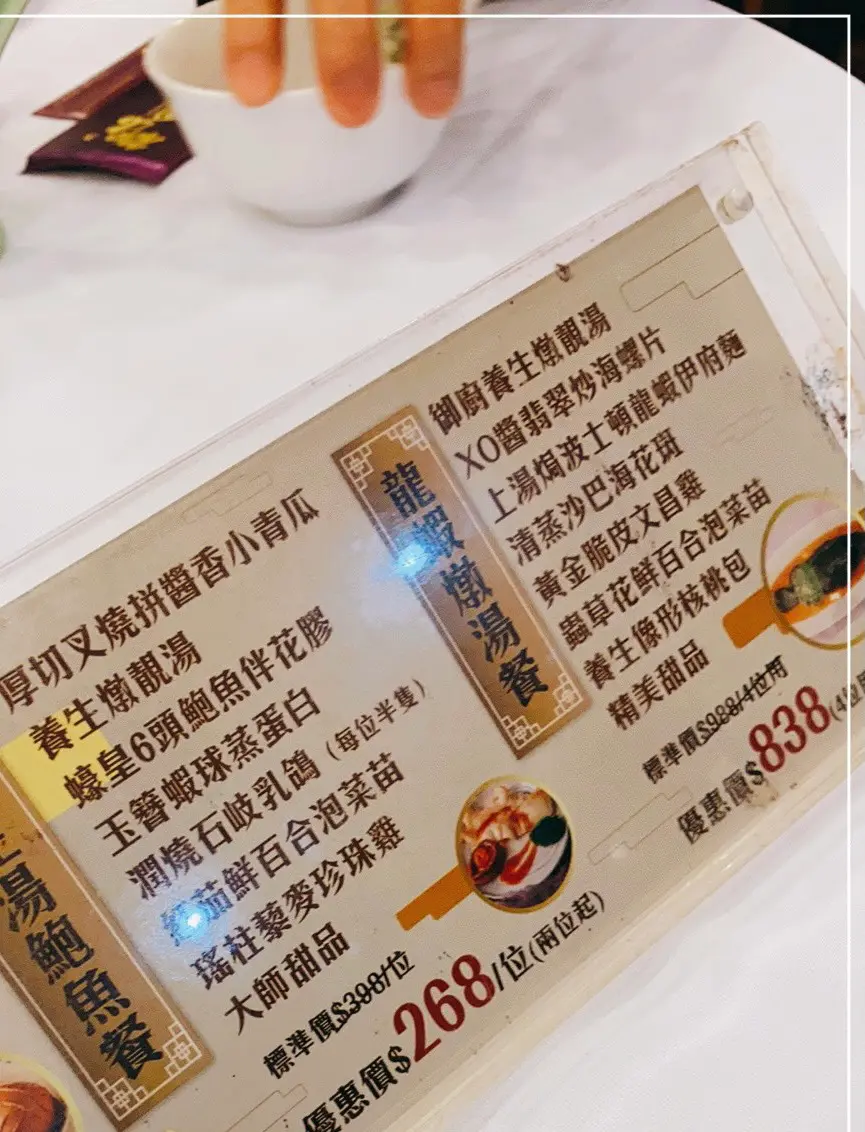 湯鮑魚餐
厚切叉燒拼醬香小青瓜
養生燉靚湯
蠔皇6頭鮑魚伴花膠
玉簪蝦球蒸蛋白
潤燒石岐乳鴿（每位半隻）
茄鮮百合泡菜苗
瑤柱藜麥珍珠雞
大師甜品
標準價$398/位
優惠價$268/位(兩位起)
龍蝦燉湯餐
御廚養生燉靚湯
XO醬翡翠炒海螺片
上湯焗波士頓龍蝦伊府麵
清蒸沙巴海花斑
黃金脆皮文昌雞
蟲草花鮮百合泡菜苗
養生像形核桃包
精美甜品
標準價$988/4位用
優惠價$838(4位